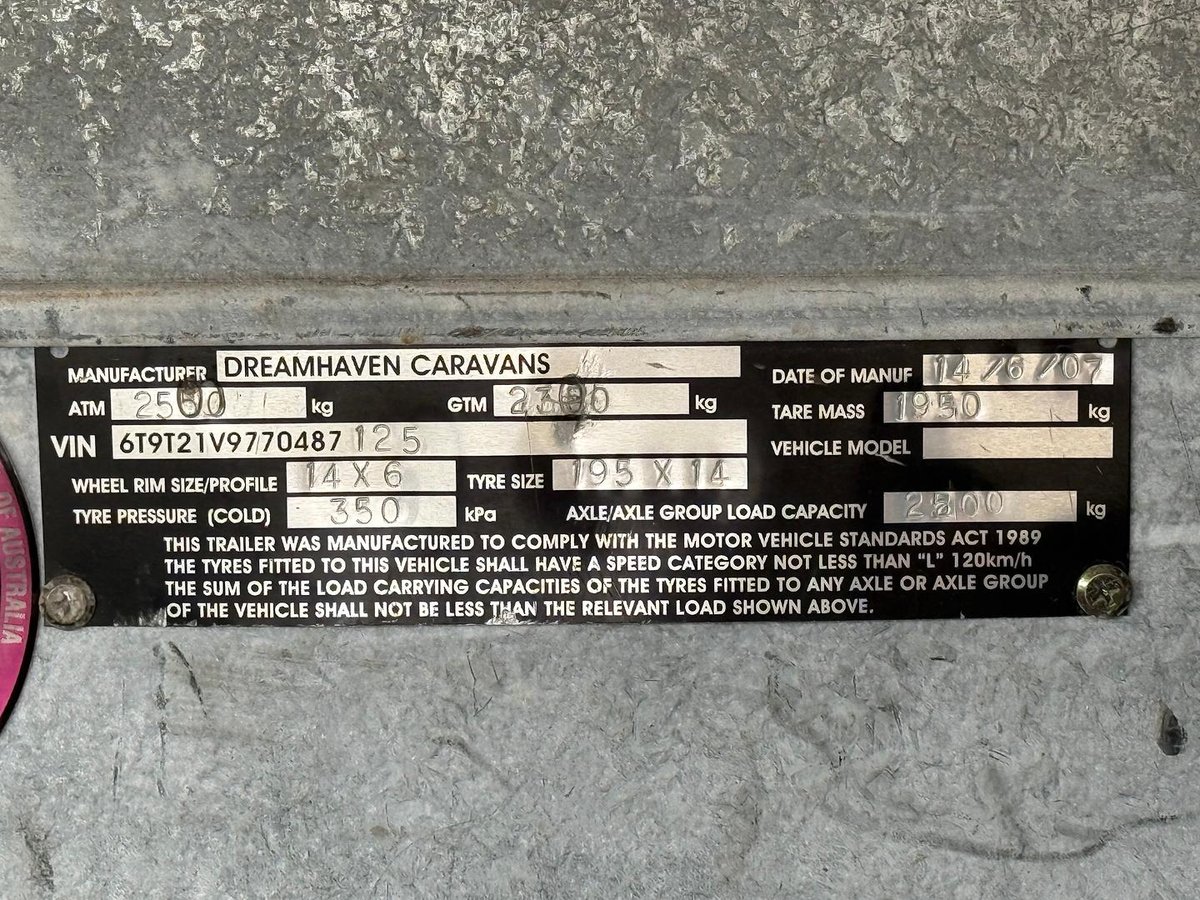 MANUFACTURER DREAMHAVEN CARAVANS DATE OF MANUF 14/6/07
ATM 2500 kg GTM kg TARE MASS 1950 kg
VIN 6T9T21V9770487125 VEHICLE MODEL
WHEEL RIM SIZE/PROFILE 14 X 6 TYRE SIZE 195 X 14
TYRE PRESSURE (COLD) 350 kPa AXLE/AXLE GROUP LOAD CAPACITY kg
THIS TRAILER WAS MANUFACTURED TO COMPLY WITH THE MOTOR VEHICLE STANDARDS ACT 1989
THE TYRES FITTED TO THIS VEHICLE SHALL HAVE A SPEED CATEGORY NOT LESS THAN "L" 120km/h
THE SUM OF THE LOAD CARRYING CAPACITIES OF THE TYRES FITTED TO ANY AXLE OR AXLE GROUP
OF THE VEHICLE SHALL NOT BE LESS THAN THE RELEVANT LOAD SHOWN ABOVE.
OF AUSTRALIA